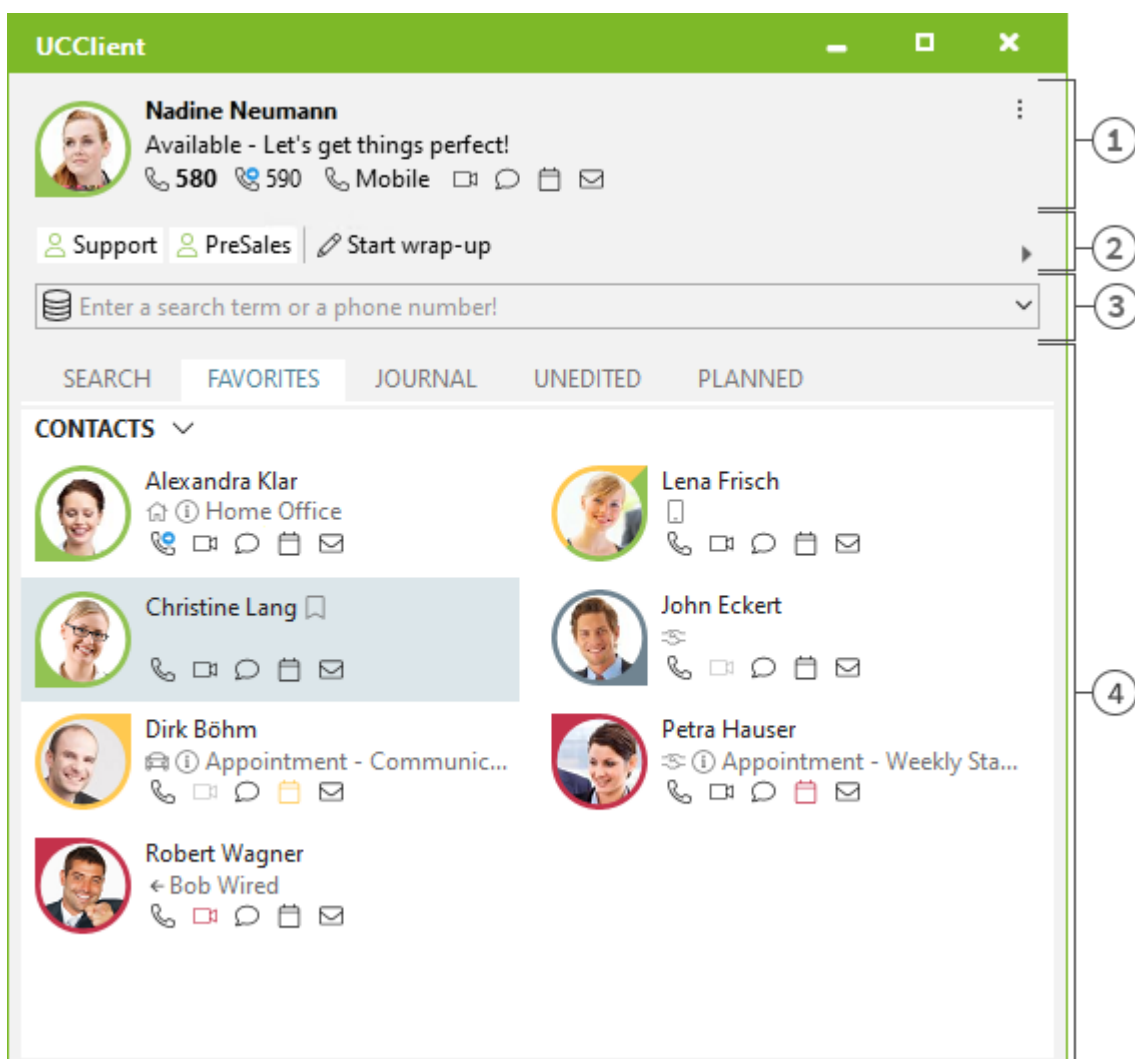 UCClient
Nadine Neumann
Available - Let's get things perfect!
580 590 Mobile
1
Support PreSales Start wrap-up
2
Enter a search term or a phone number!
3
SEARCH FAVORITES JOURNAL UNEDITED PLANNED
CONTACTS
Alexandra Klar
Home Office
Lena Frisch
Christine Lang
John Eckert
4
Dirk Böhm
Appointment - Communic...
Petra Hauser
Appointment - Weekly Sta...
Robert Wagner
Bob Wired